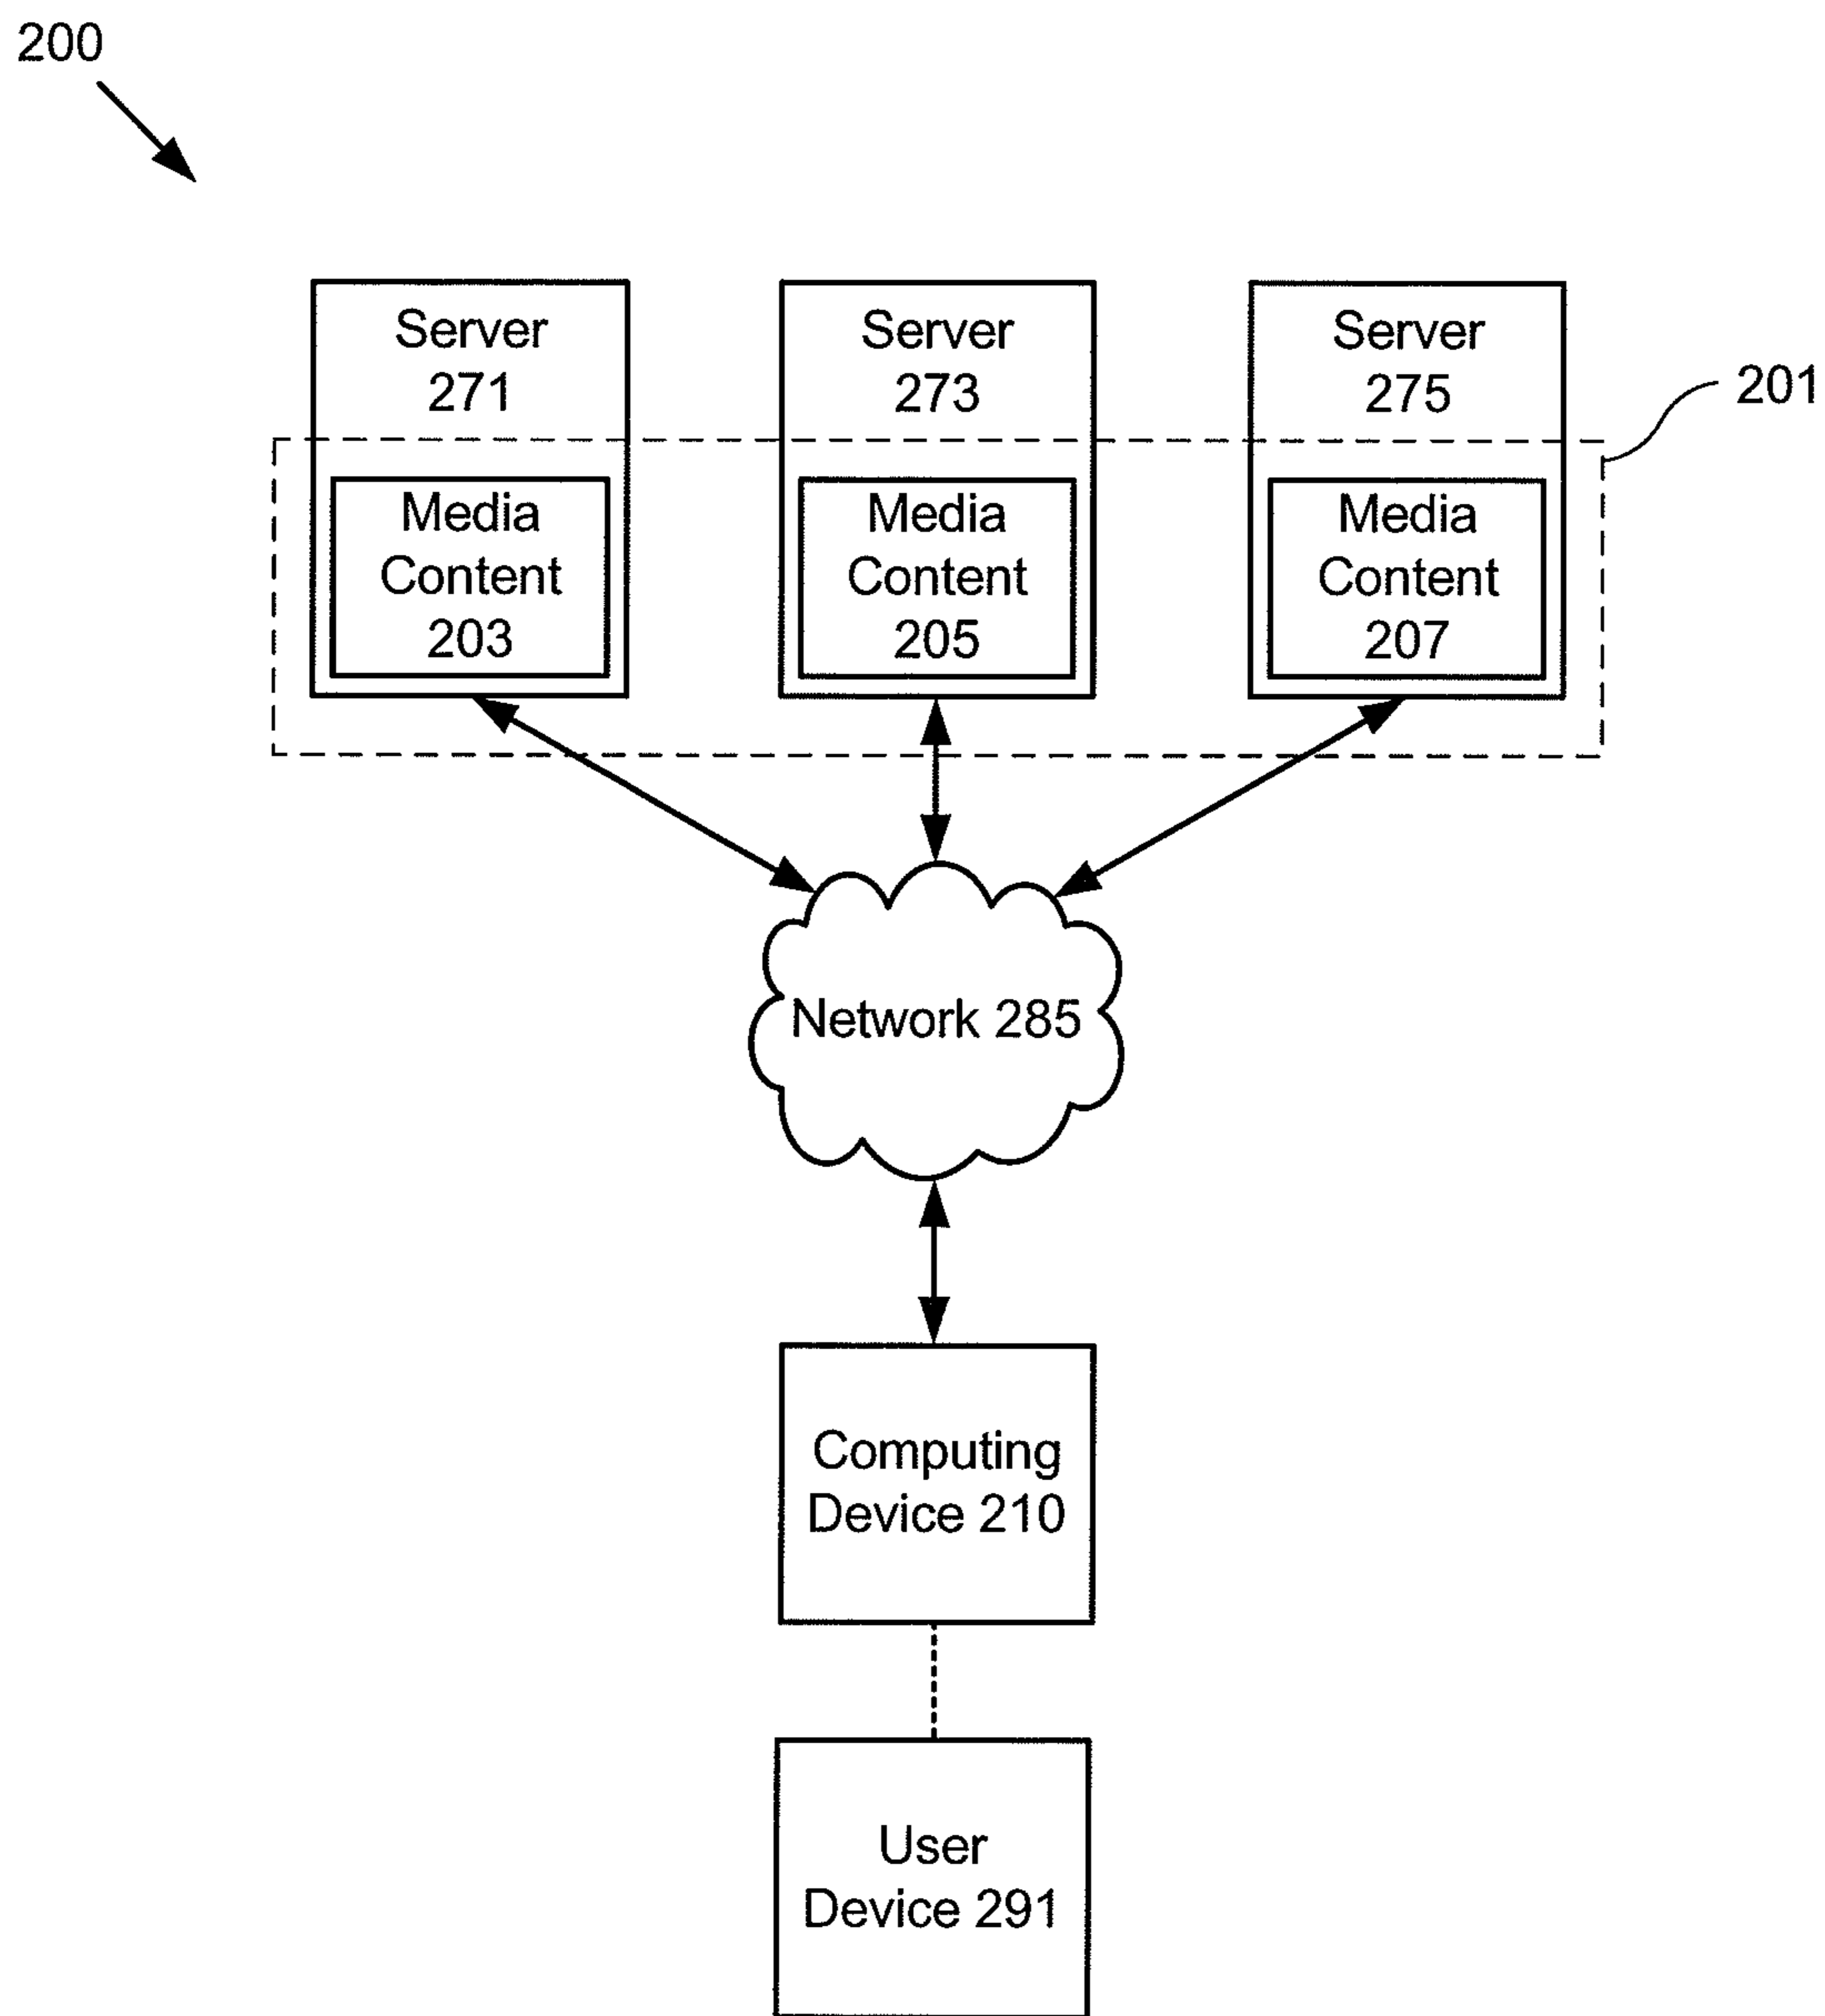 200
Server
271
Server
273
Server
275
201
Media
Content
203
Media
Content
205
Media
Content
207
Network 285
Computing
Device 210
User
Device 291